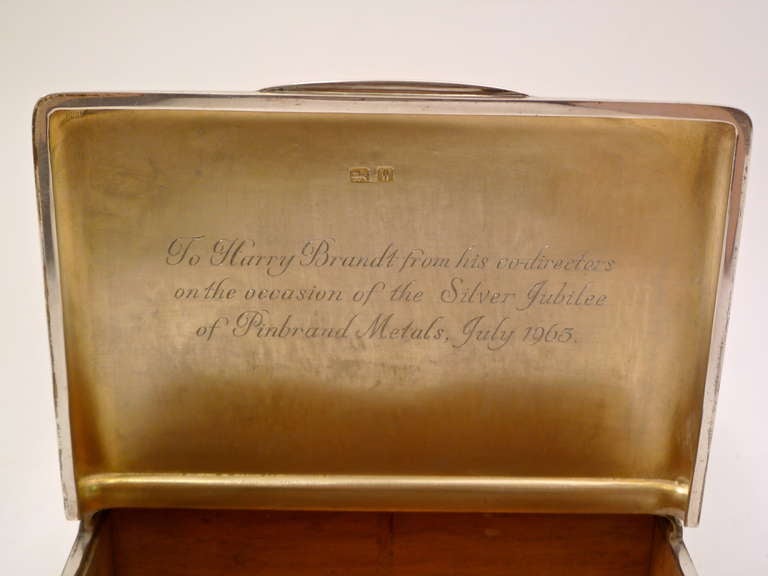 To Harry Brandt from his co-directors
on the occasion of the Silver Jubilee
of Pinbrand Metals, July 1963.